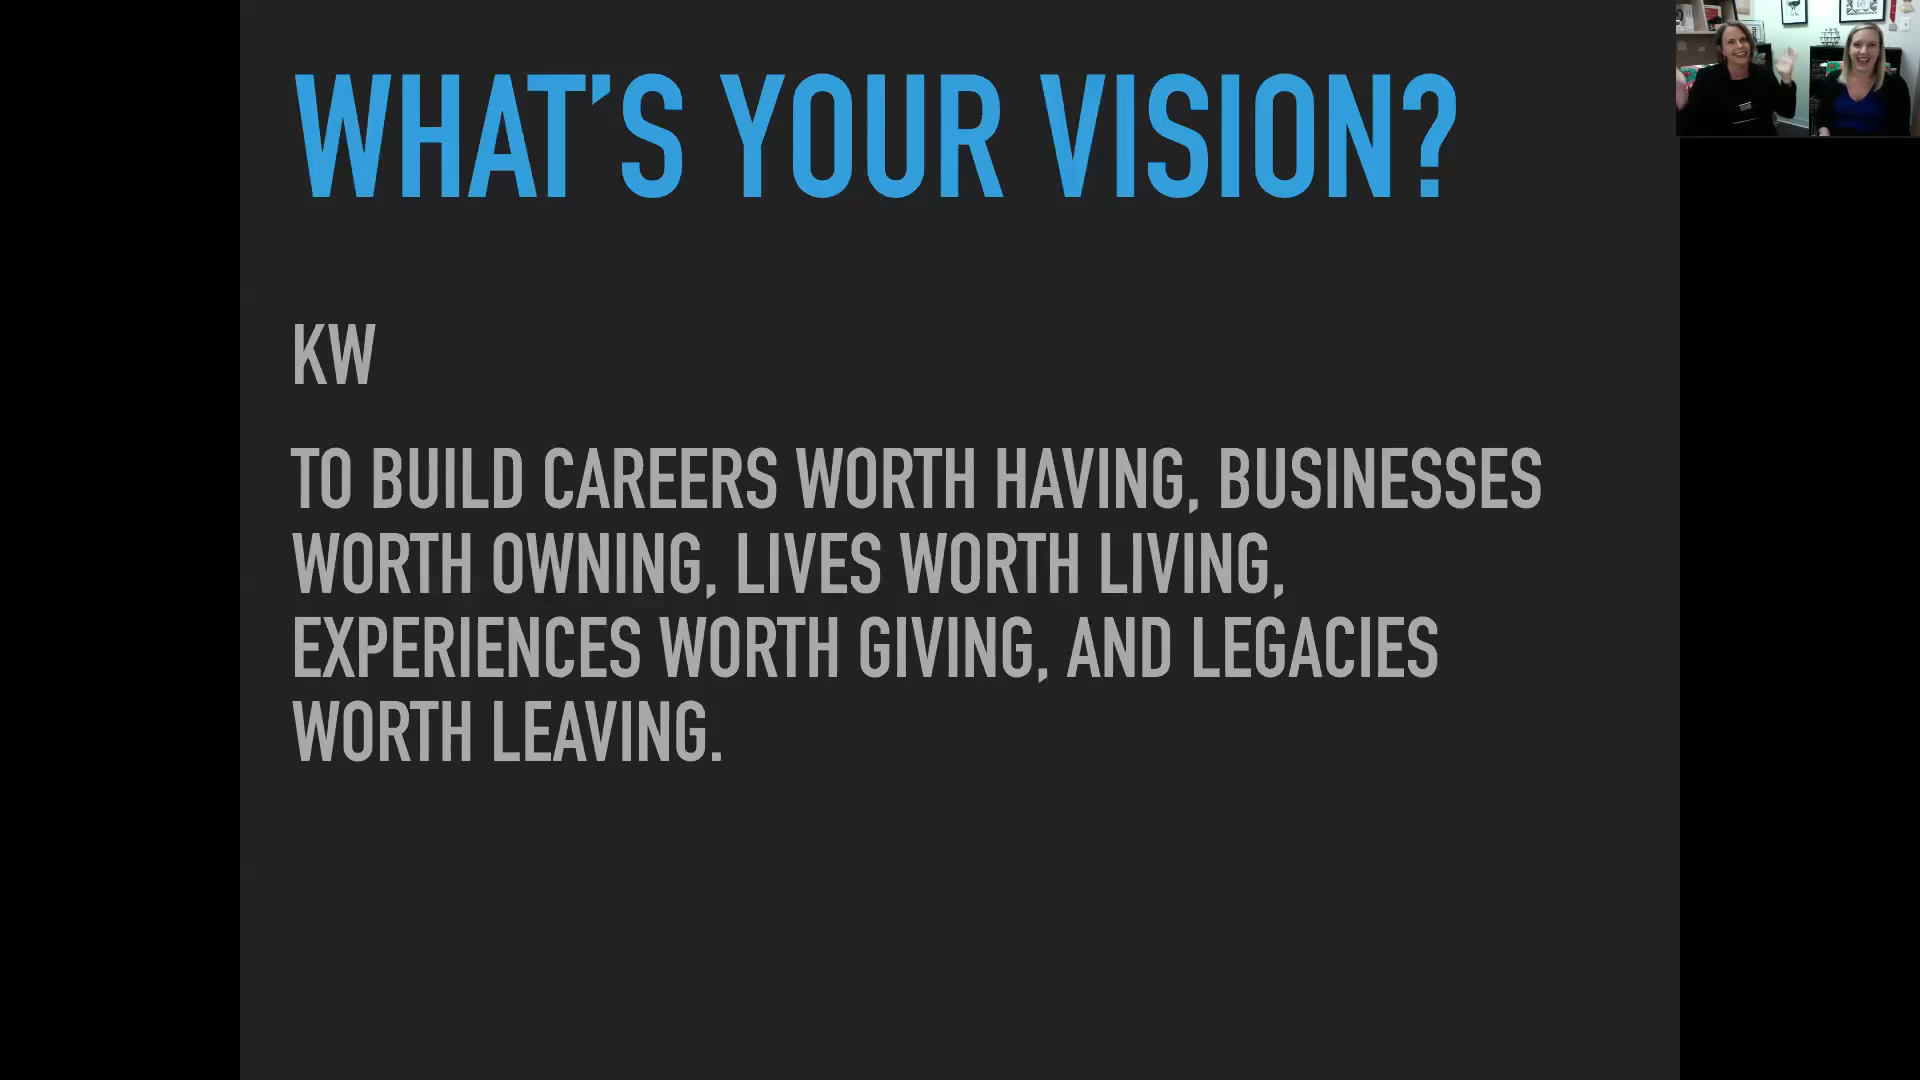 WHAT'S YOUR VISION?
KW
TO BUILD CAREERS WORTH HAVING, BUSINESSES
WORTH OWNING, LIVES WORTH LIVING,
EXPERIENCES WORTH GIVING, AND LEGACIES
WORTH LEAVING.